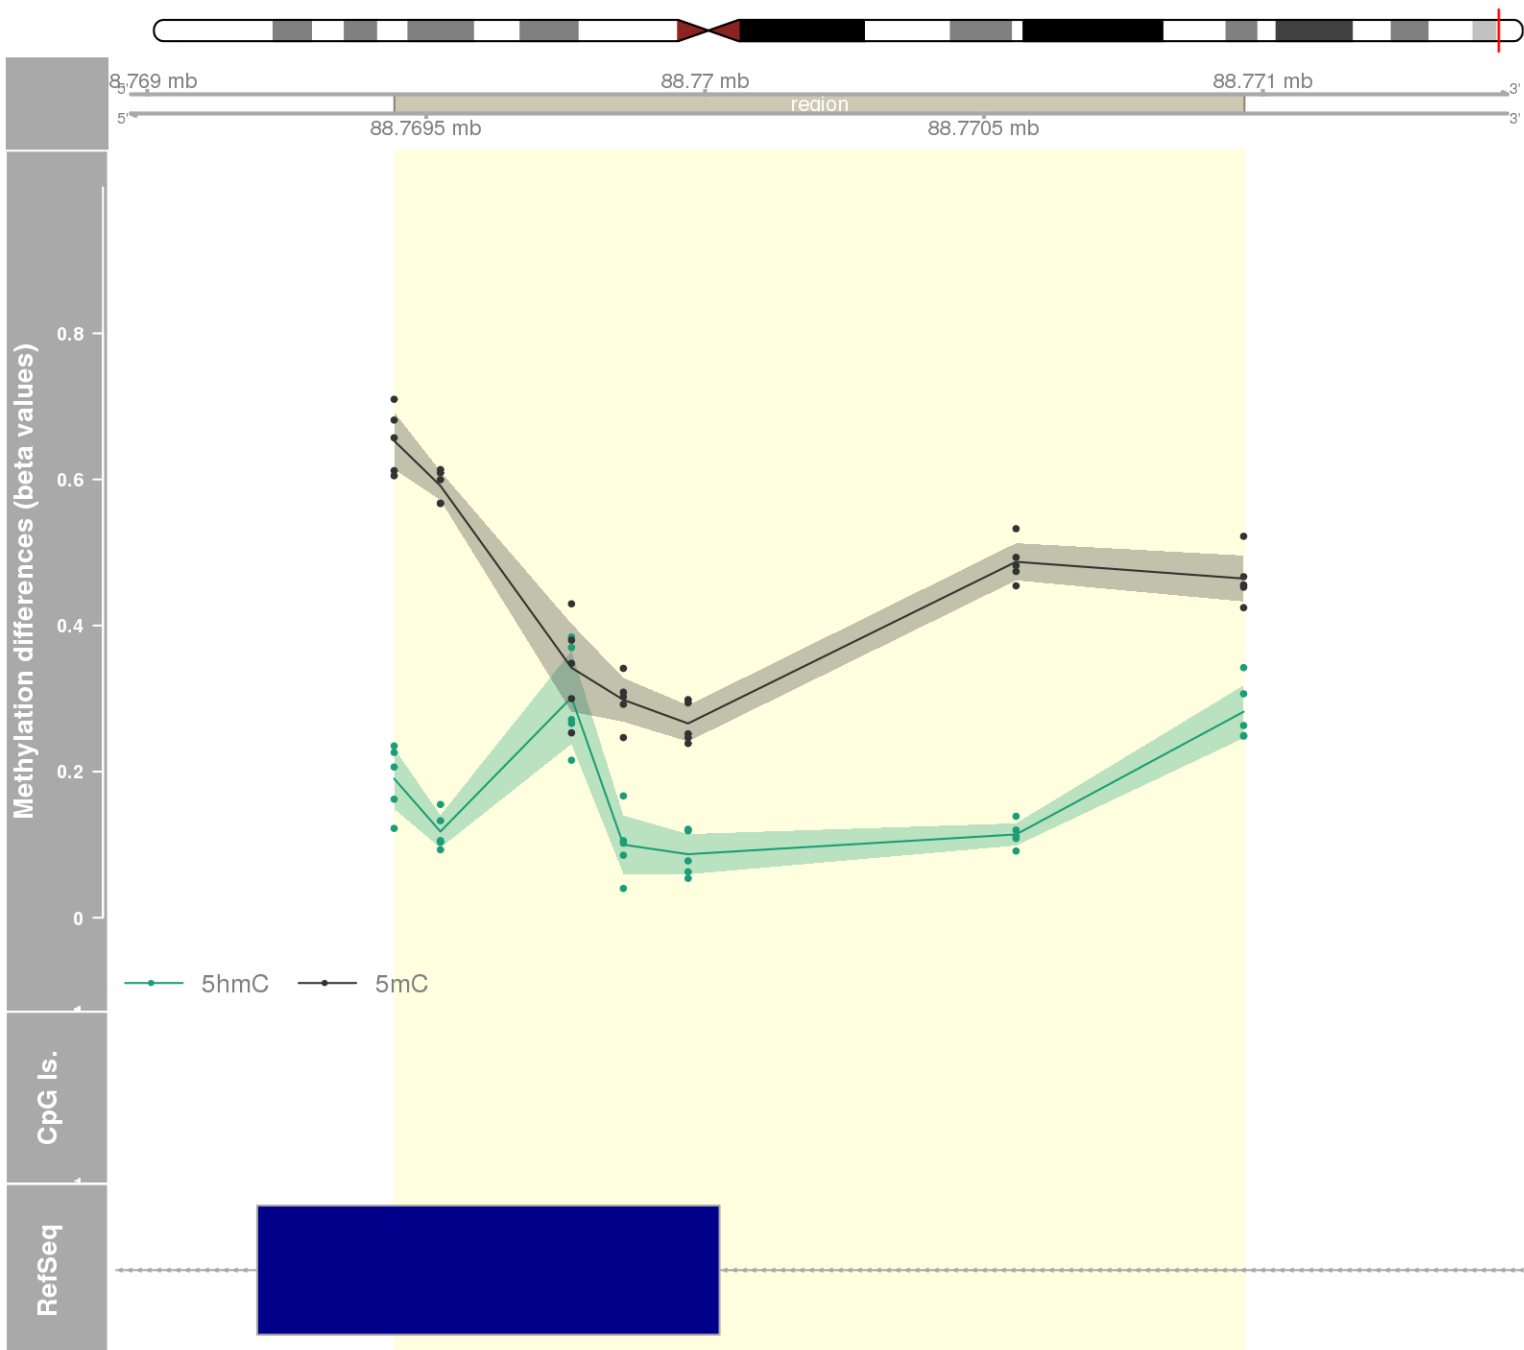 8.769 mb 88.77 mb 88.771 mb
5' 3'
region
5' 3'
88.7695 mb 88.7705 mb
Methylation differences (beta values)
0.8
0.6
0.4
0.2
0
5hmC 5mC
CpG Is.
RefSeq